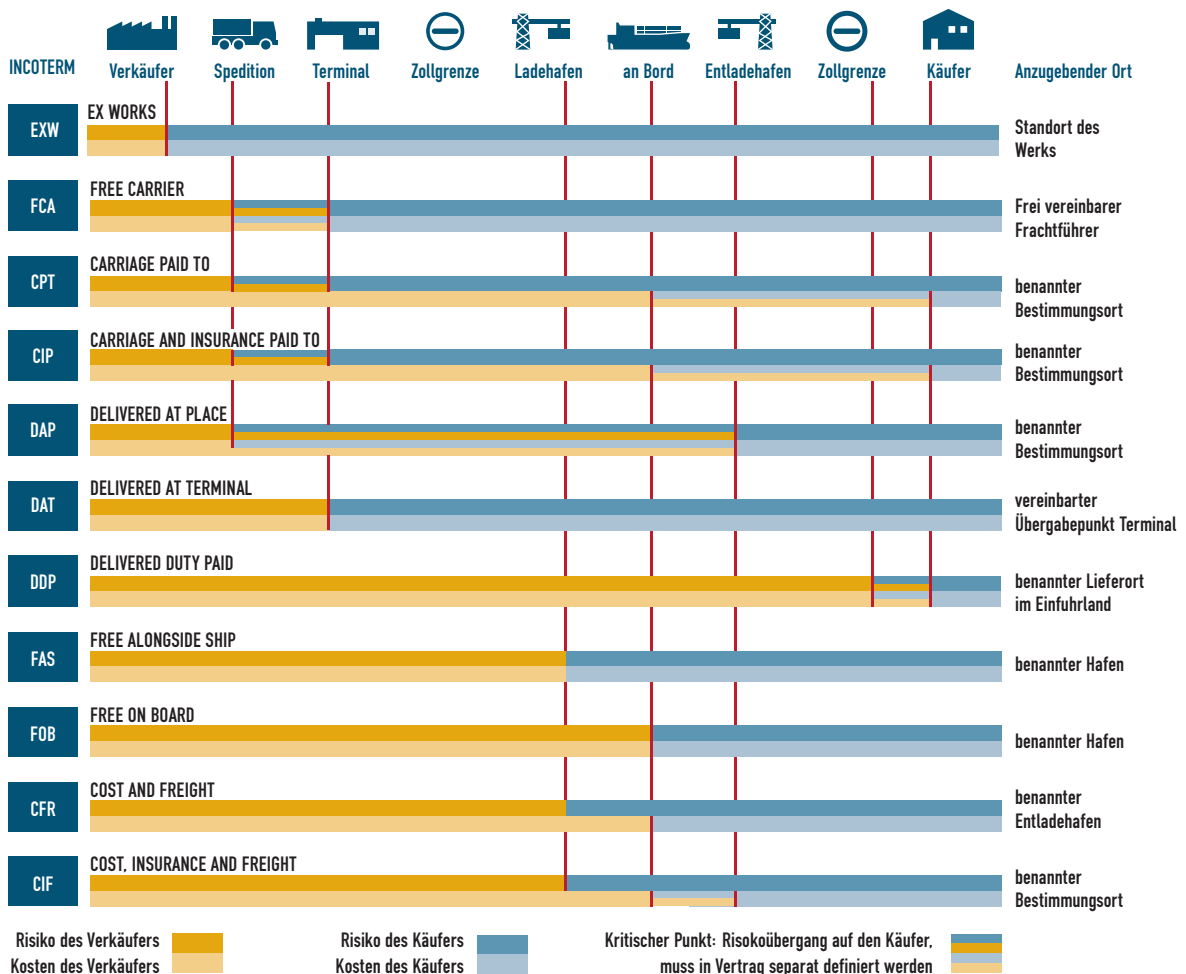 INCOTERM Verkäufer Spedition Terminal Zollgrenze Ladehafen an Bord Entladehafen Zollgrenze Käufer Anzugebender Ort
EXW
EX WORKS
Standort des
Werks
FCA
FREE CARRIER
Frei vereinbarer
Frachtführer
CPT
CARRIAGE PAID TO
benannter
Bestimmungsort
CIP
CARRIAGE AND INSURANCE PAID TO
benannter
Bestimmungsort
DAP
DELIVERED AT PLACE
benannter
Bestimmungsort
DAT
DELIVERED AT TERMINAL
vereinbarter
Übergabepunkt Terminal
DDP
DELIVERED DUTY PAID
benannter Lieferort
im Einfuhrland
FAS
FREE ALONGSIDE SHIP
benannter Hafen
FOB
FREE ON BOARD
benannter Hafen
CFR
COST AND FREIGHT
benannter
Entladehafen
CIF
COST, INSURANCE AND FREIGHT
benannter
Bestimmungsort
Risiko des Verkäufers
Kosten des Verkäufers
Risiko des Käufers
Kosten des Käufers
Kritischer Punkt: Risokoübergang auf den Käufer,
muss in Vertrag separat definiert werden